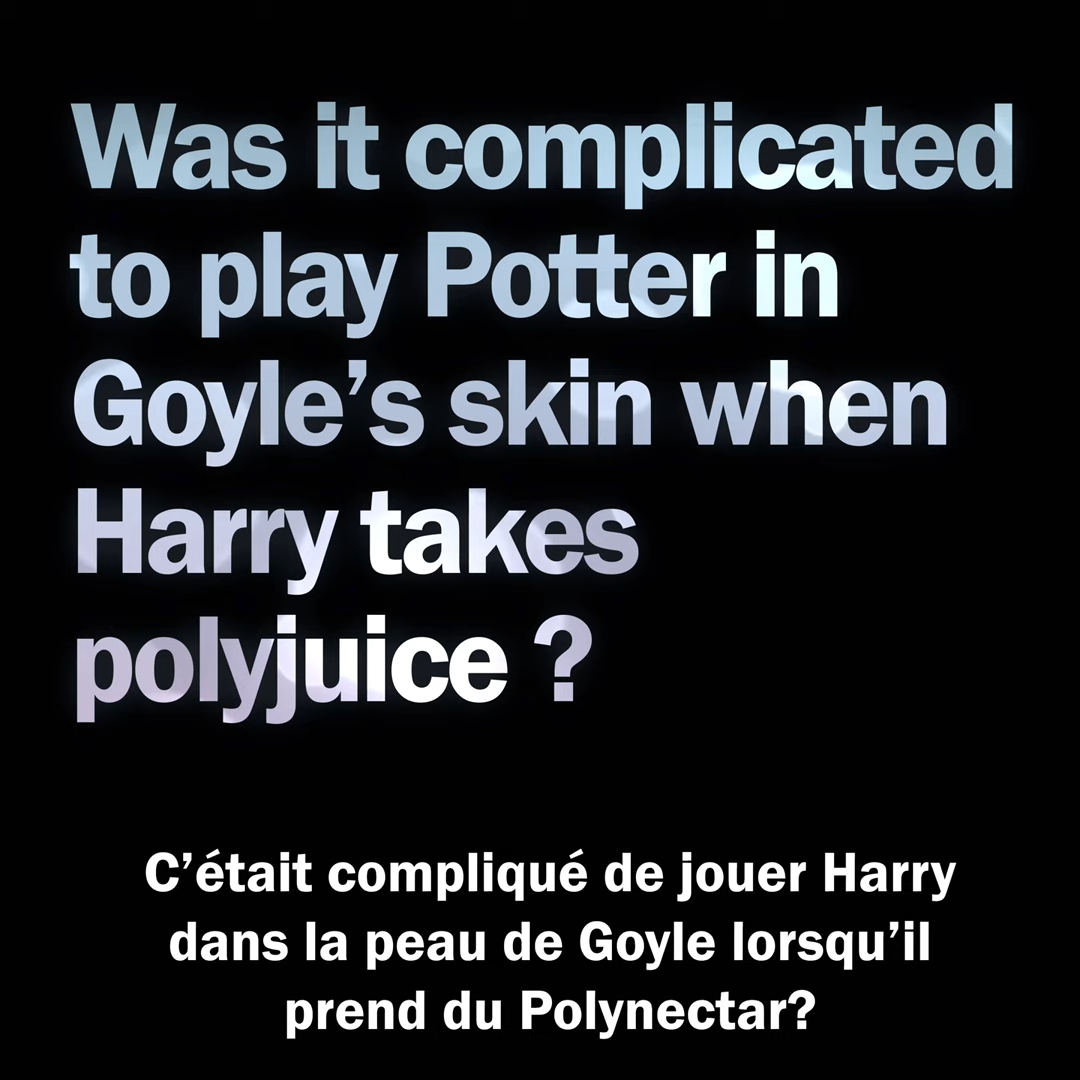 Was it complicated
to play Potter in
Goyle’s skin when
Harry takes
polyjuice ?
C’était compliqué de jouer Harry
dans la peau de Goyle lorsqu’il
prend du Polynectar?